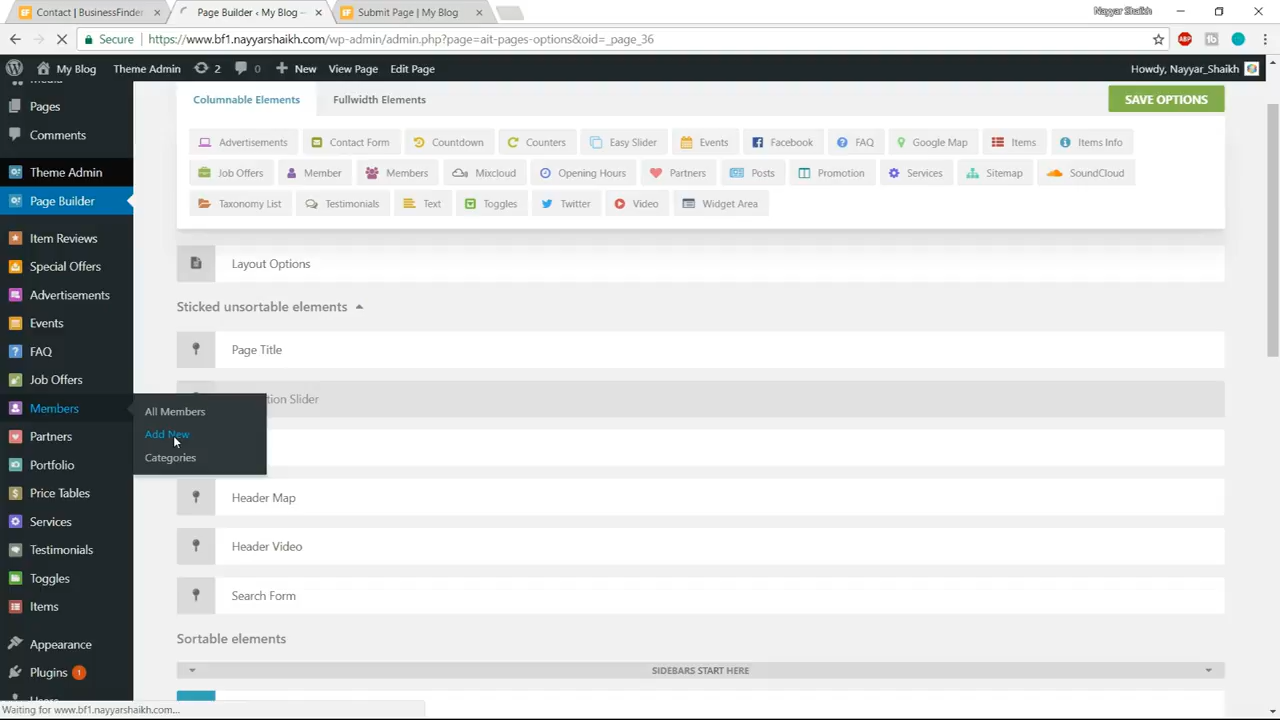 Contact | BusinessFinder
Page Builder ‹ My Blog —
Submit Page | My Blog
Nayyar Shaikh
Secure
https://www.bf1.nayyarshaikh.com/wp-admin/admin.php?page=ait-pages-options&oid=_page_36
My Blog
Theme Admin
2
0
New
View Page
Edit Page
Howdy, Nayyar_Shaikh
Media
Pages
Comments
Theme Admin
Page Builder
Item Reviews
Special Offers
Advertisements
Events
FAQ
Job Offers
Members
Partners
Portfolio
Price Tables
Services
Testimonials
Toggles
Items
Appearance
Plugins 1
Users
All Members
Add New
Categories
Columnable Elements
Fullwidth Elements
SAVE OPTIONS
Advertisements
Contact Form
Countdown
Counters
Easy Slider
Events
Facebook
FAQ
Google Map
Items
Items Info
Job Offers
Member
Members
Mixcloud
Opening Hours
Partners
Posts
Promotion
Services
Sitemap
SoundCloud
Taxonomy List
Testimonials
Text
Toggles
Twitter
Video
Widget Area
Layout Options
Sticked unsortable elements
Page Title
tion Slider
Header Map
Header Video
Search Form
Sortable elements
SIDEBARS START HERE
Waiting for www.bf1.nayyarshaikh.com...